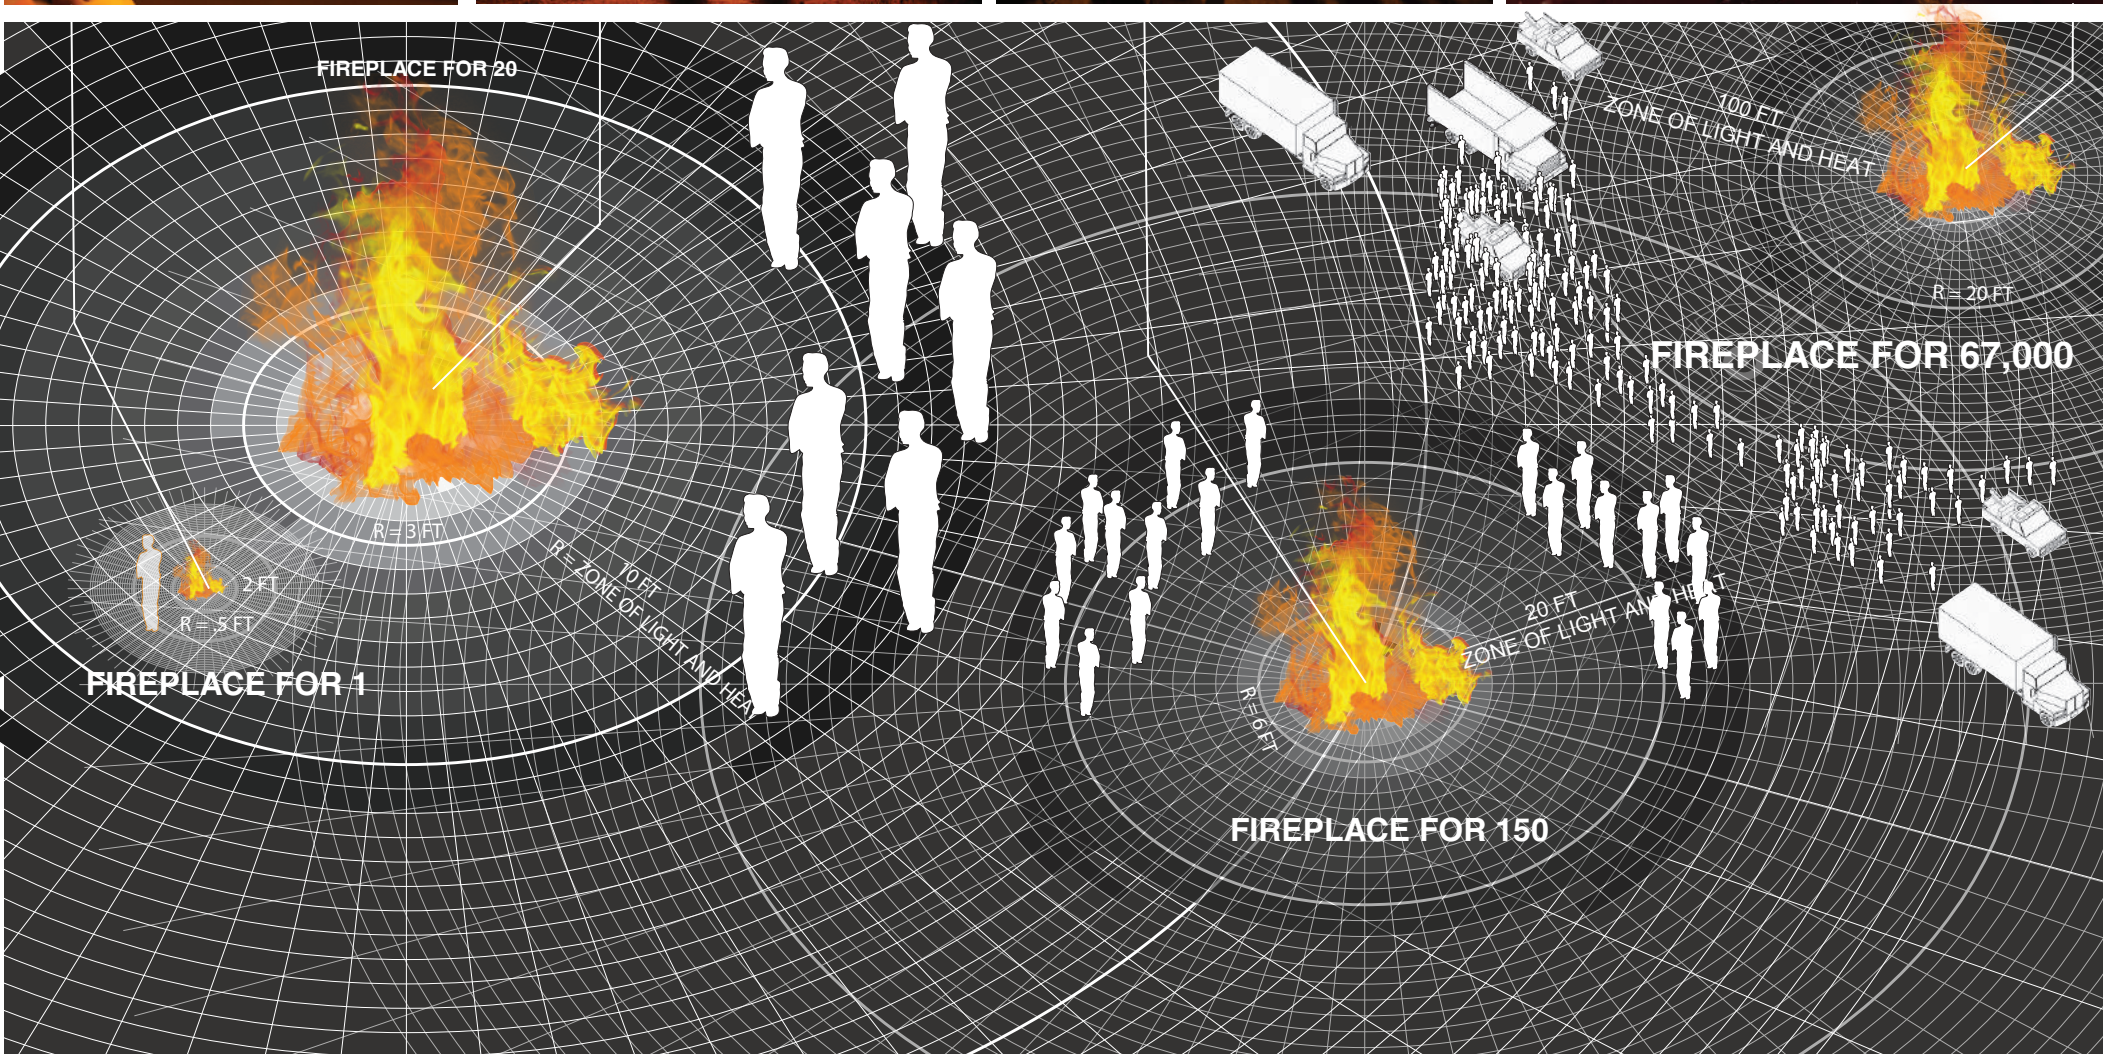 FIREPLACE FOR 20
R = 3 FT
10 FT
R = ZONE OF LIGHT AND HEAT
2 FT
R = .5 FT
FIREPLACE FOR 1
100 FT
ZONE OF LIGHT AND HEAT
R = 20 FT
FIREPLACE FOR 67,000
20 FT
ZONE OF LIGHT AND HEAT
R = 6 FT
FIREPLACE FOR 150